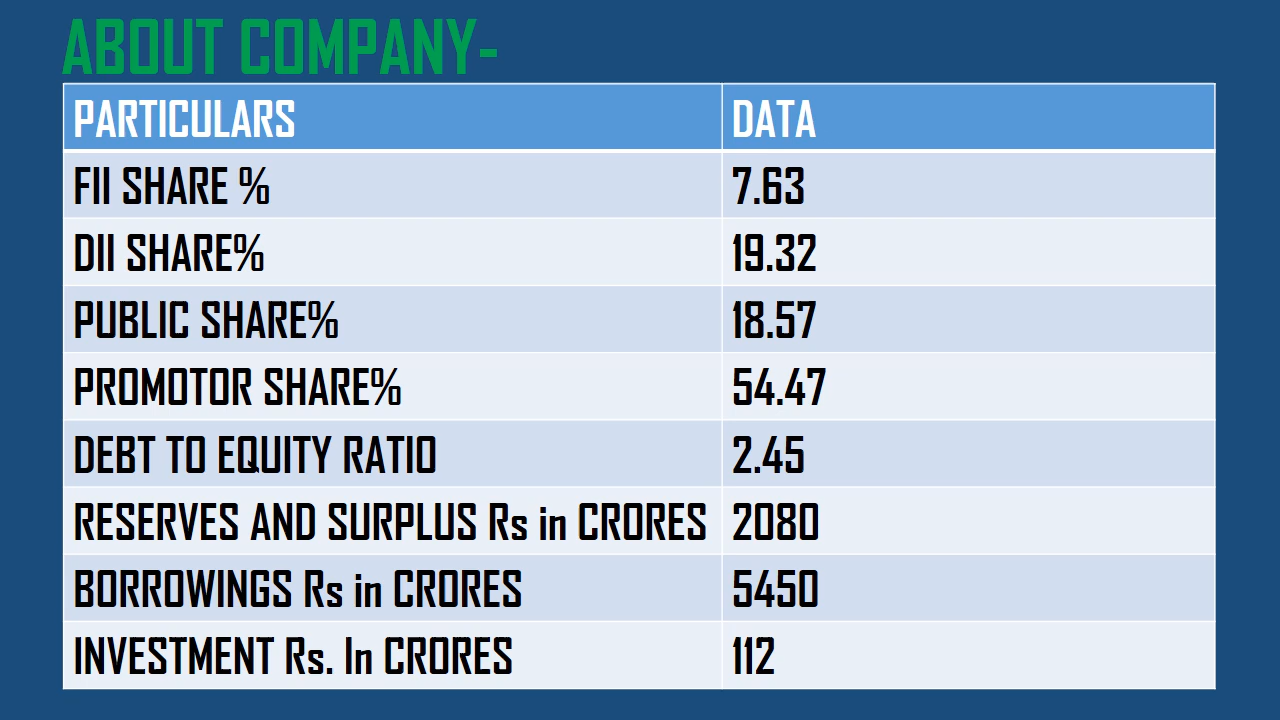 ABOUT COMPANY-
PARTICULARS DATA
FII SHARE % 7.63
DII SHARE% 19.32
PUBLIC SHARE% 18.57
PROMOTOR SHARE% 54.47
DEBT TO EQUITY RATIO 2.45
RESERVES AND SURPLUS Rs in CRORES 2080
BORROWINGS Rs in CRORES 5450
INVESTMENT Rs. In CRORES 112